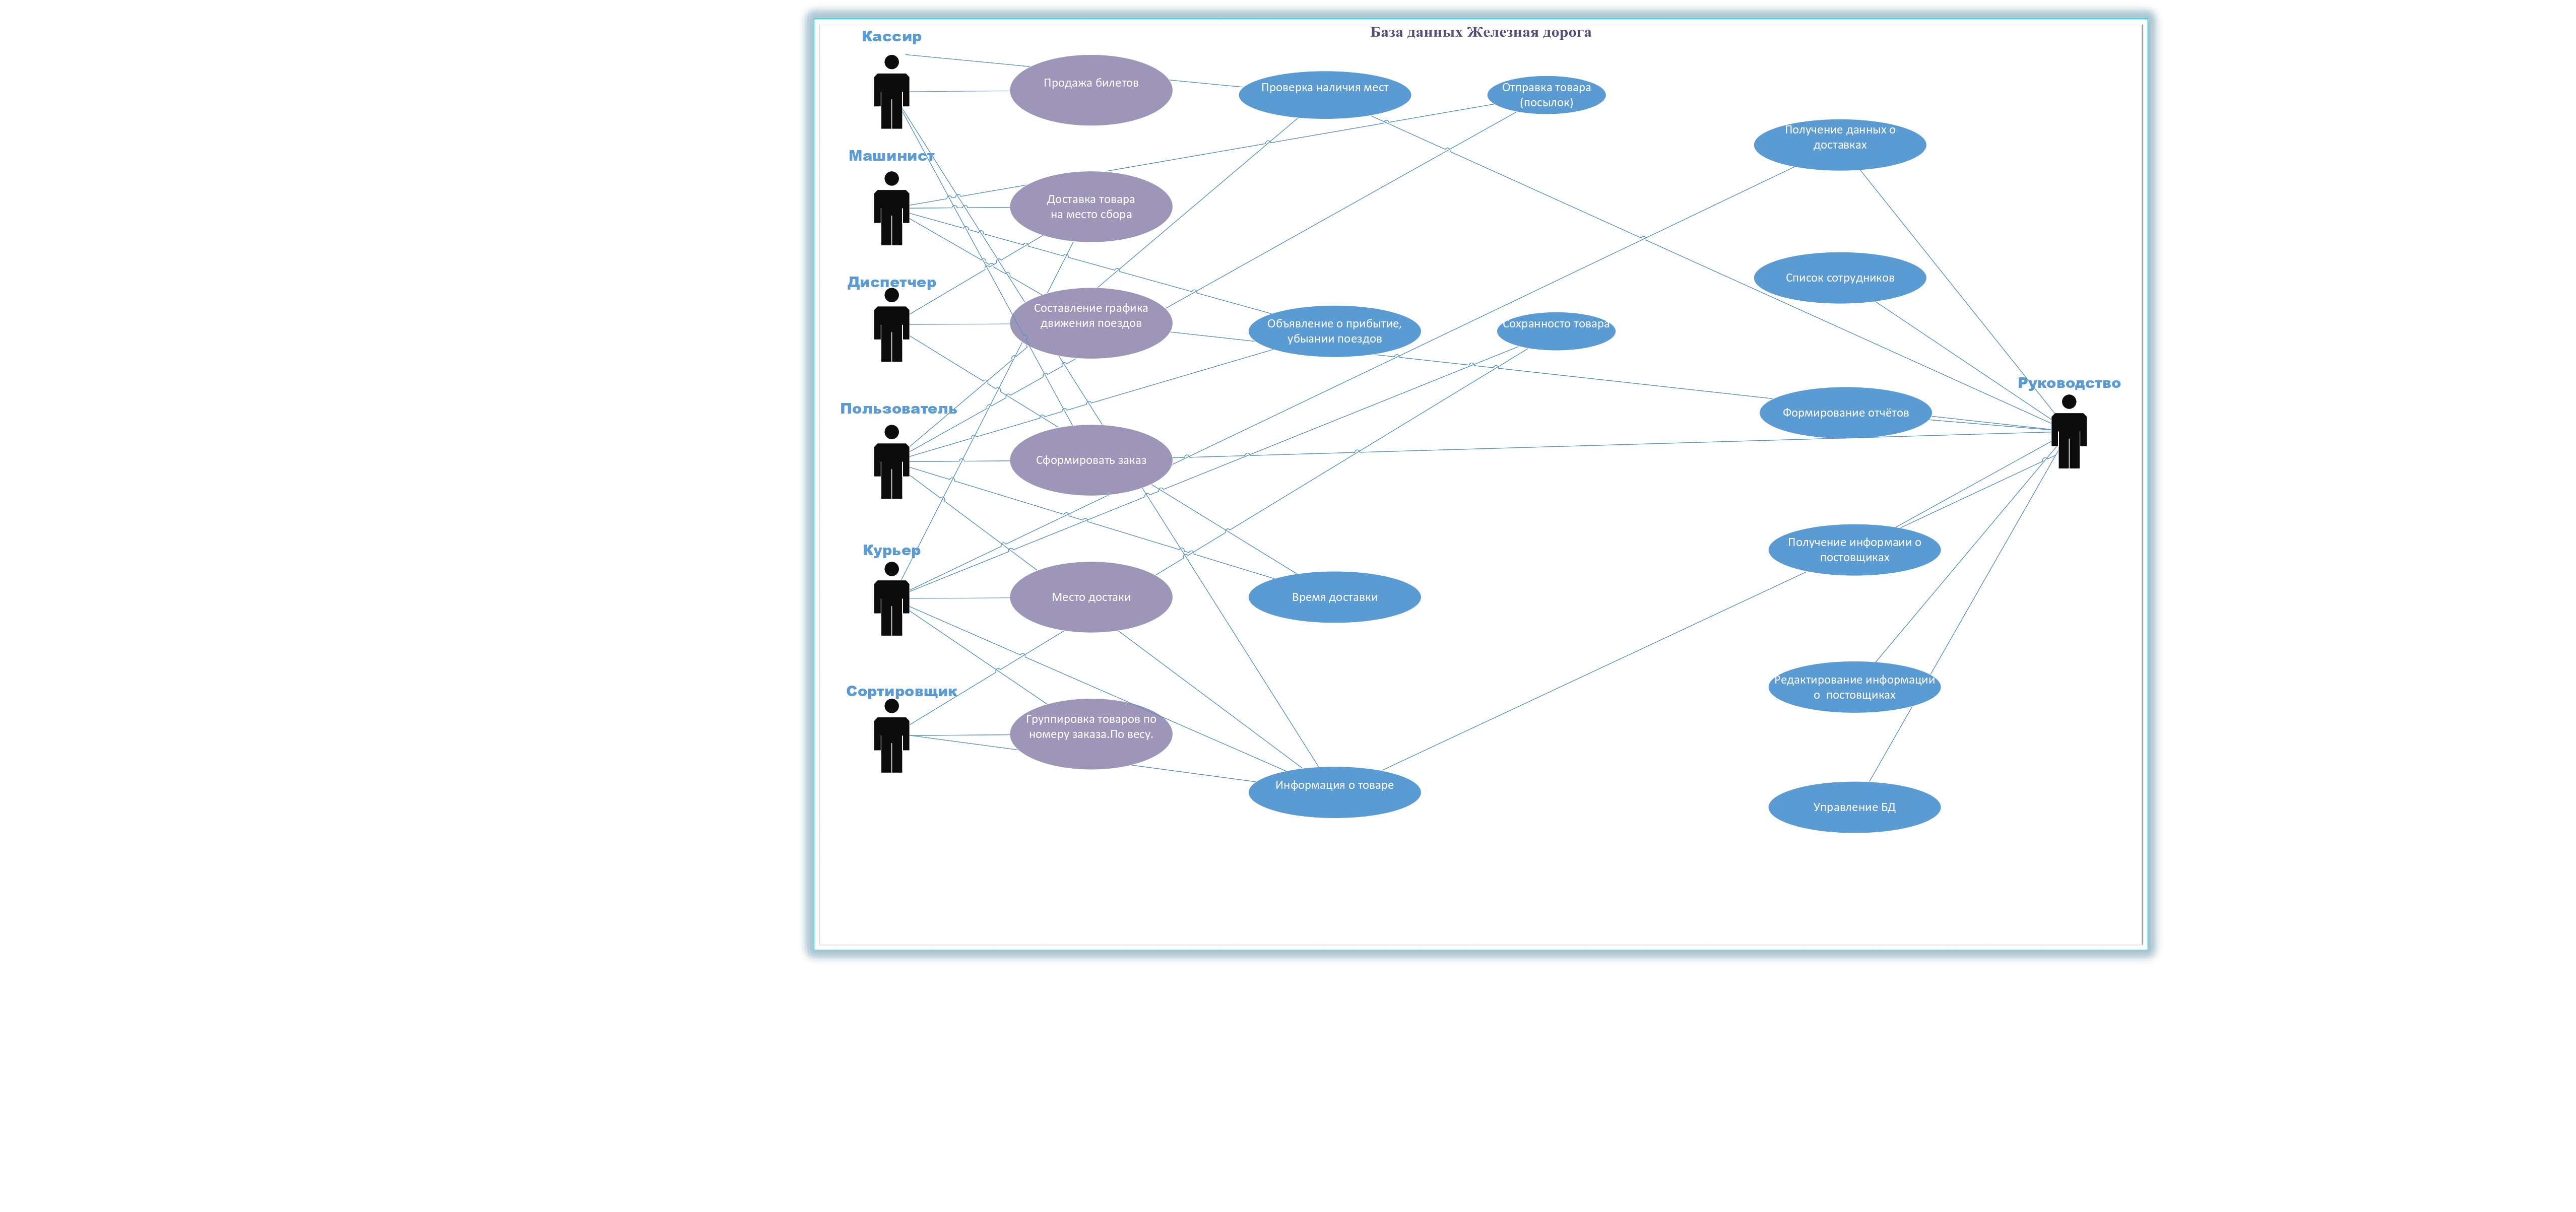 База данных Железная дорога
Кассир
Продажа билетов
Проверка наличия мест
Отправка товара
(посылок)
Получение данных о
доставках
Машинист
Доставка товара
на место сбора
Список сотрудников
Диспетчер
Составление графика
движения поездов
Объявление о прибытие,
убыании поездов
Сохранносто товара
Руководство
Формирование отчётов
Пользователь
Сформировать заказ
Курьер
Получение информаии о
постовщиках
Место достаки
Время доставки
Сортировщик
Редактирование информации
о постовщиках
Группировка товаров по
номеру заказа.По весу.
Информация о товаре
Управление БД